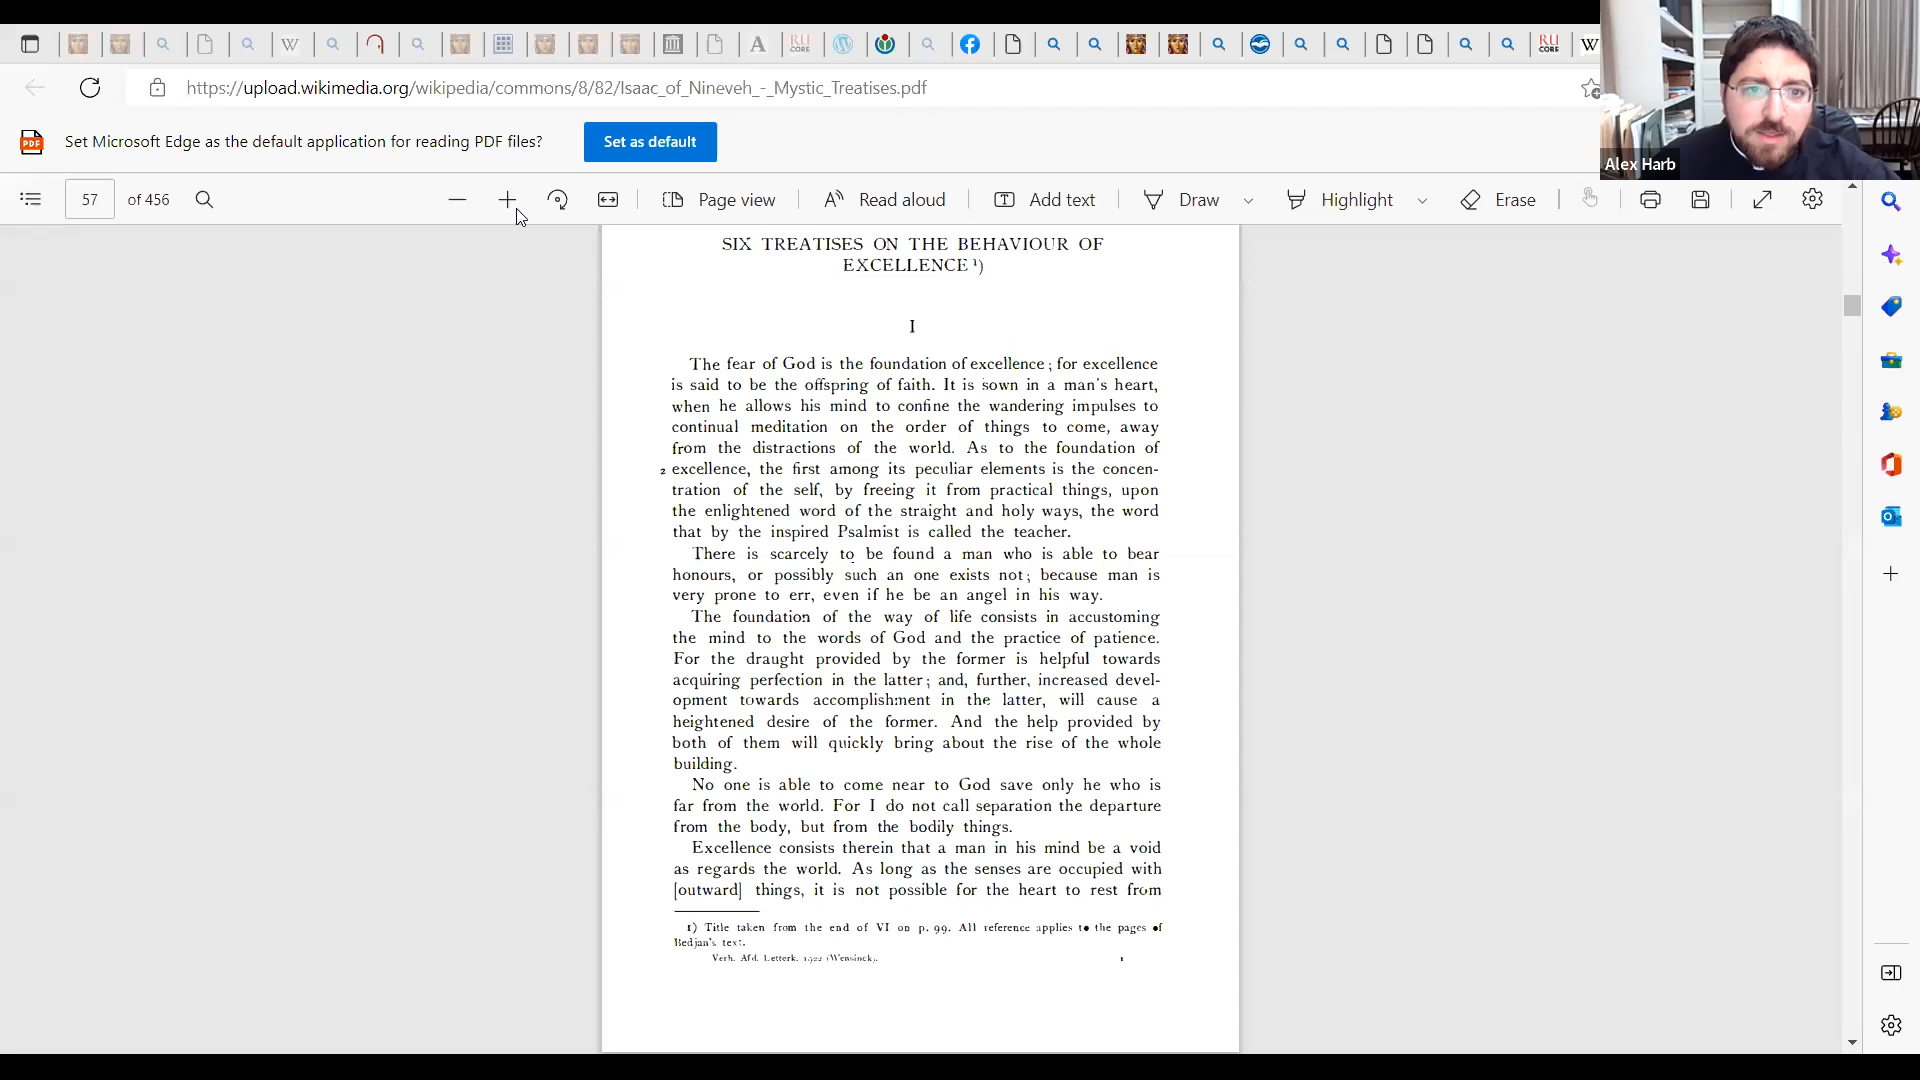 https://upload.wikimedia.org/wikipedia/commons/8/82/Isaac_of_Nineveh_-_Mystic_Treatises.pdf
Set Microsoft Edge as the default application for reading PDF files?
Set as default
Alex Harb
57 of 456
Page view
Read aloud
Add text
Draw
Highlight
Erase
SIX TREATISES ON THE BEHAVIOUR OF
EXCELLENCE ¹)
I
The fear of God is the foundation of excellence; for excellence
is said to be the offspring of faith. It is sown in a man's heart,
when he allows his mind to confine the wandering impulses to
continual meditation on the order of things to come, away
from the distractions of the world. As to the foundation of
2 excellence, the first among its peculiar elements is the concen-
tration of the self, by freeing it from practical things, upon
the enlightened word of the straight and holy ways, the word
that by the inspired Psalmist is called the teacher.
There is scarcely to be found a man who is able to bear
honours, or possibly such an one exists not; because man is
very prone to err, even if he be an angel in his way.
The foundation of the way of life consists in accustoming
the mind to the words of God and the practice of patience.
For the draught provided by the former is helpful towards
acquiring perfection in the latter; and, further, increased devel-
opment towards accomplishment in the latter, will cause a
heightened desire of the former. And the help provided by
both of them will quickly bring about the rise of the whole
building.
No one is able to come near to God save only he who is
far from the world. For I do not call separation the departure
from the body, but from the bodily things.
Excellence consists therein that a man in his mind be a void
as regards the world. As long as the senses are occupied with
[outward] things, it is not possible for the heart to rest from
1) Title taken from the end of VI on p. 99. All reference applies to the pages of
Bedjan's text.
Verh. Afd. Letterk. 1922 (Wensinck).
1
W
A
RU
CORE
RU
CORE
W
PDF